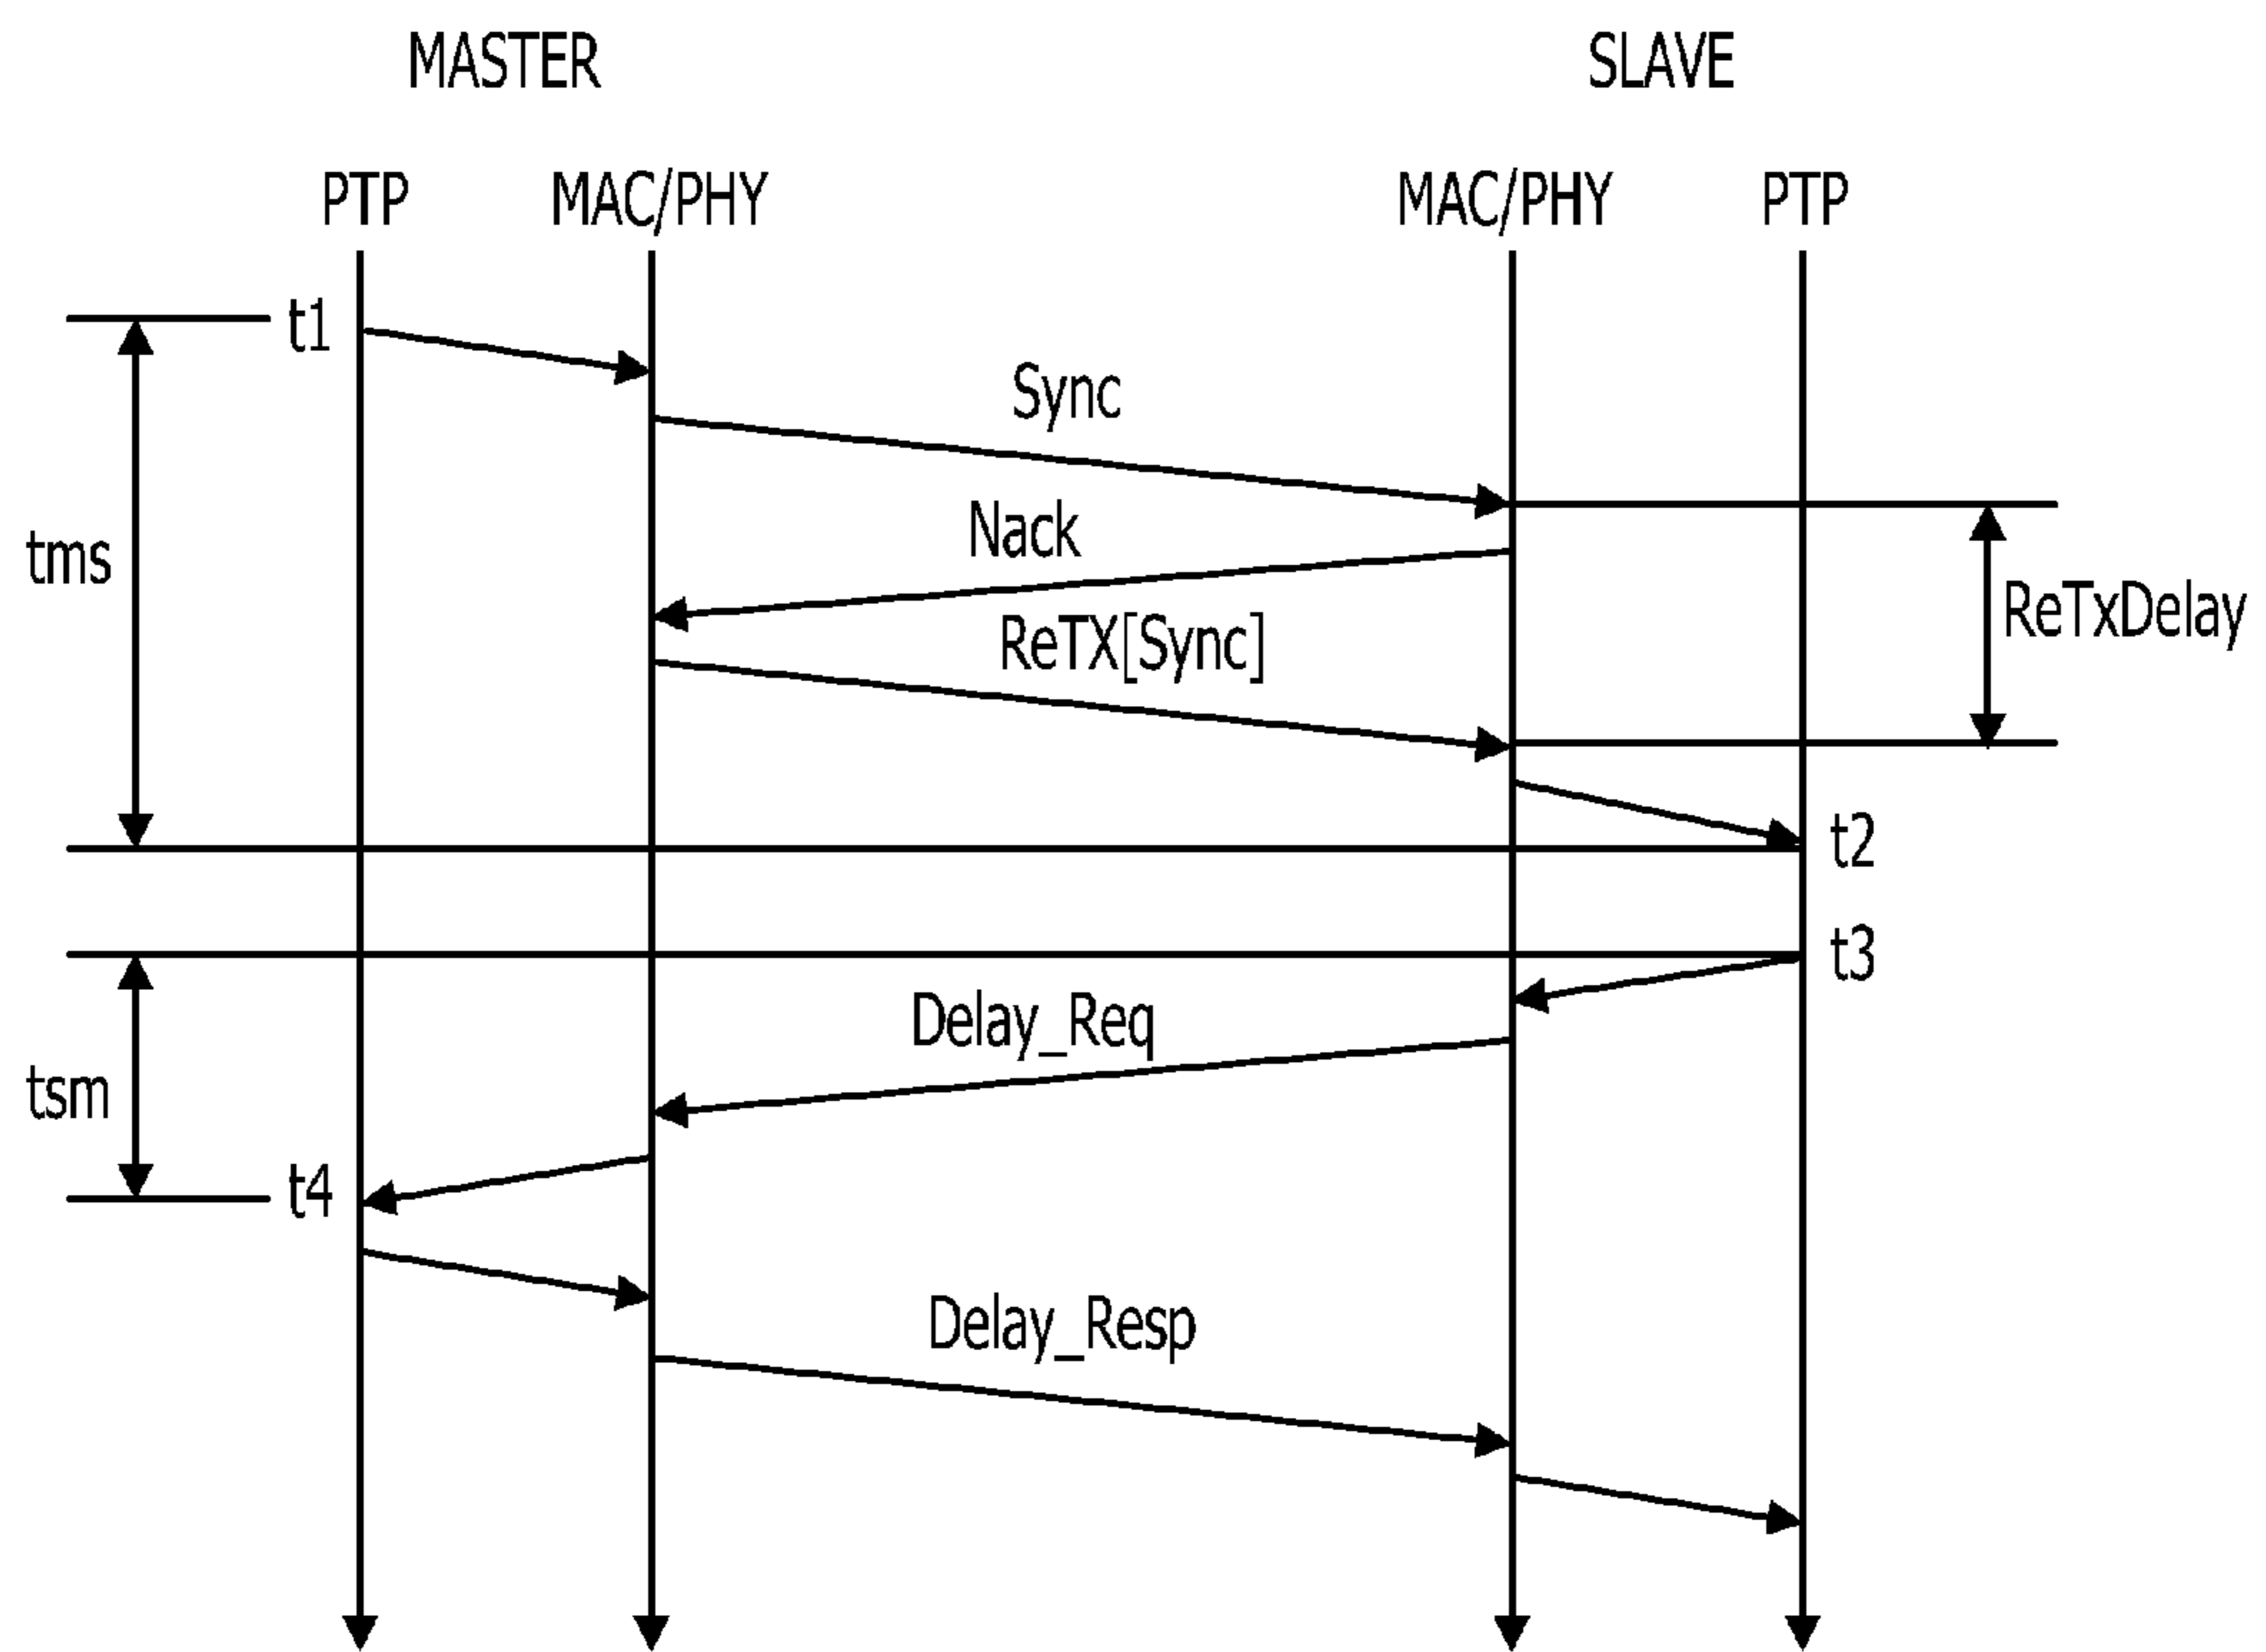 MASTER SLAVE
PTP MAC/PHY MAC/PHY PTP
t1
Sync
Nack
tms
ReTxDelay
ReTX[Sync]
t2
t3
Delay_Req
tsm
t4
Delay_Resp